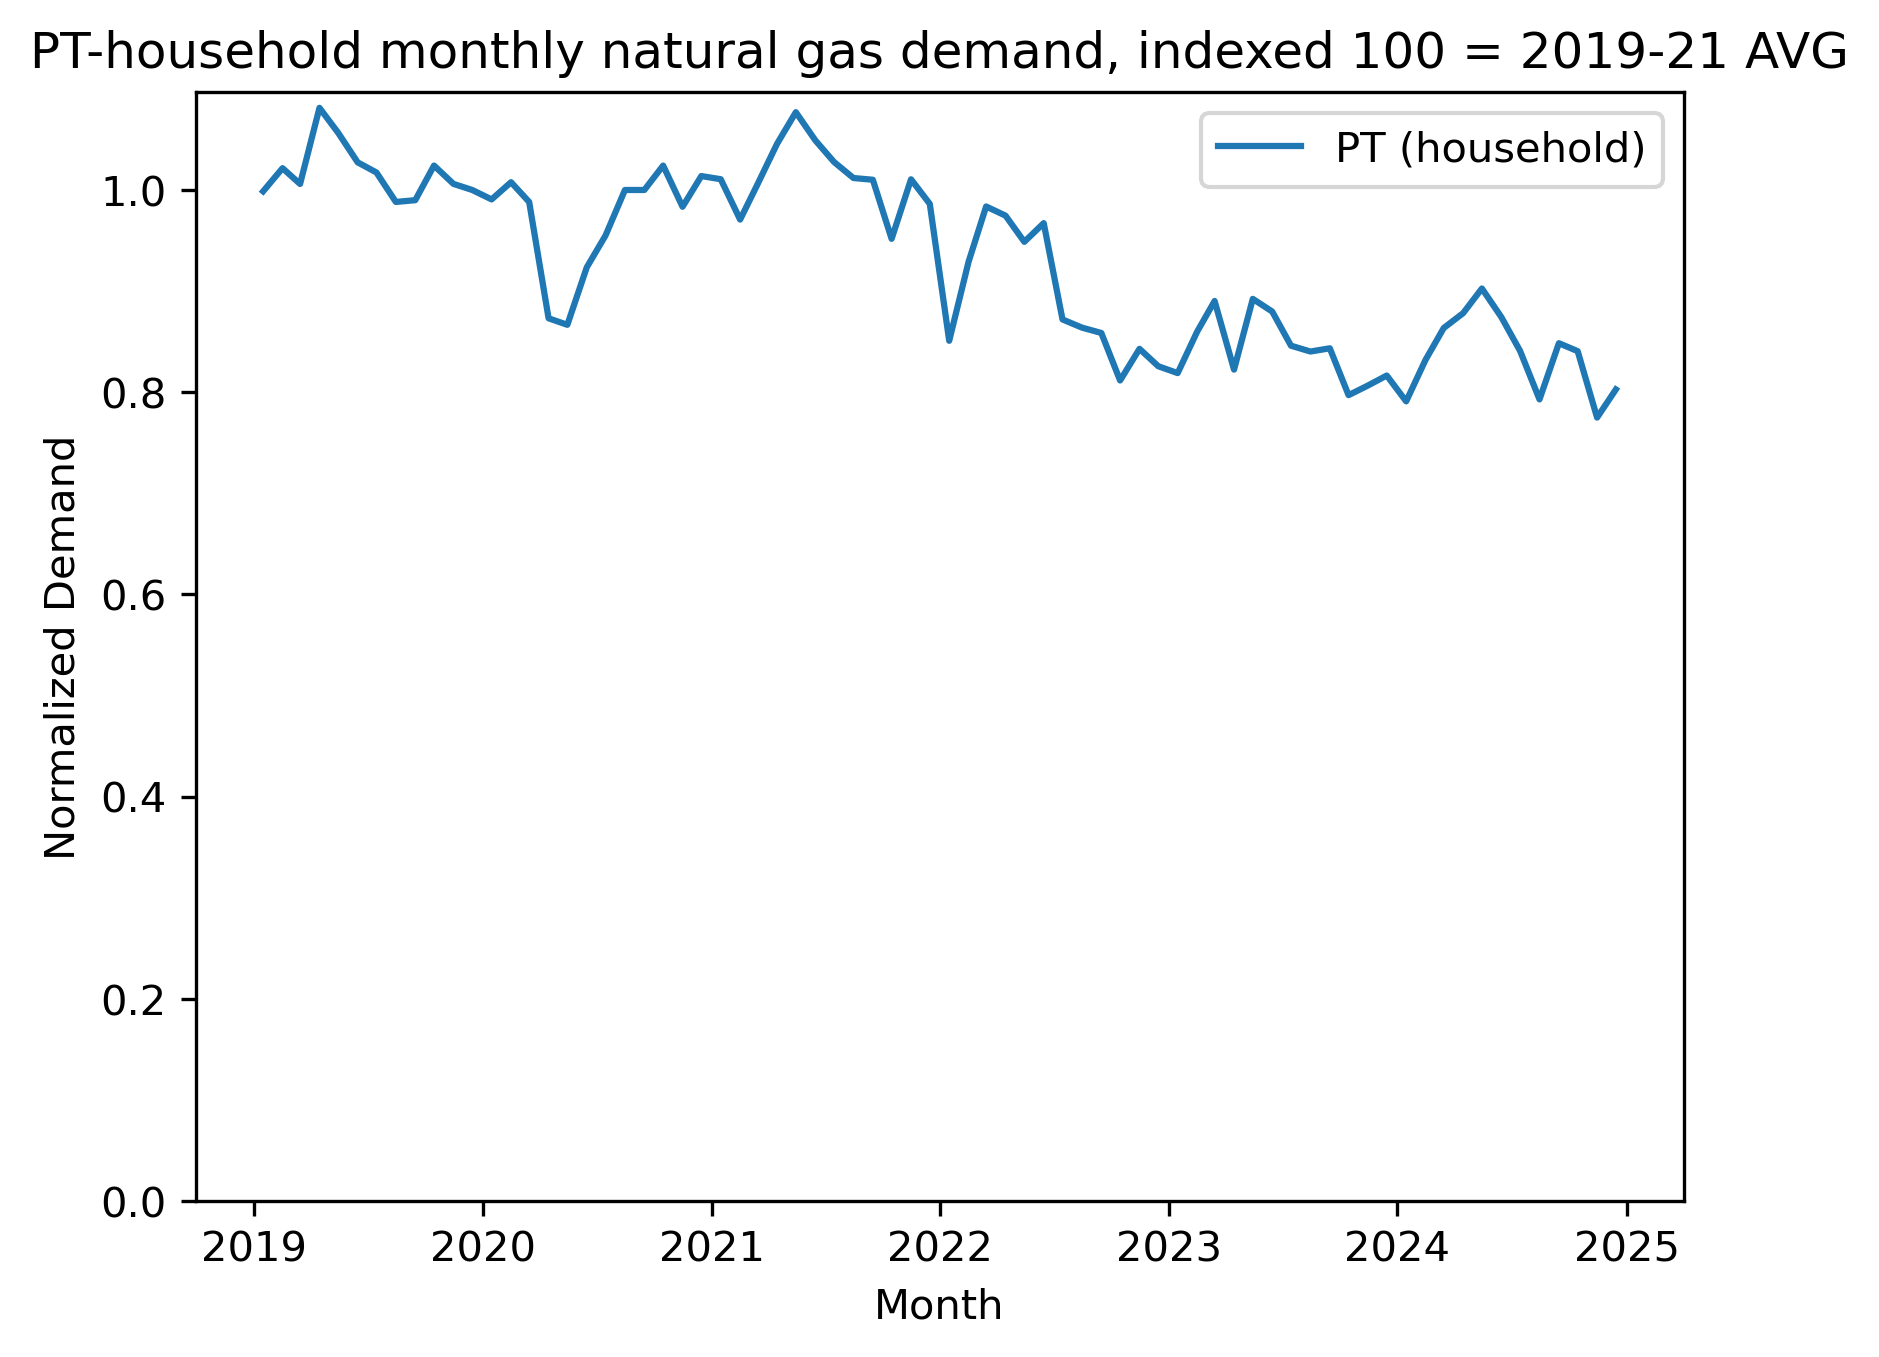 PT-household monthly natural gas demand, indexed 100 = 2019-21 AVG
PT (household)
1.0
0.8
0.6
0.4
0.2
0.0
Normalized Demand
2019 2020 2021 2022 2023 2024 2025
Month